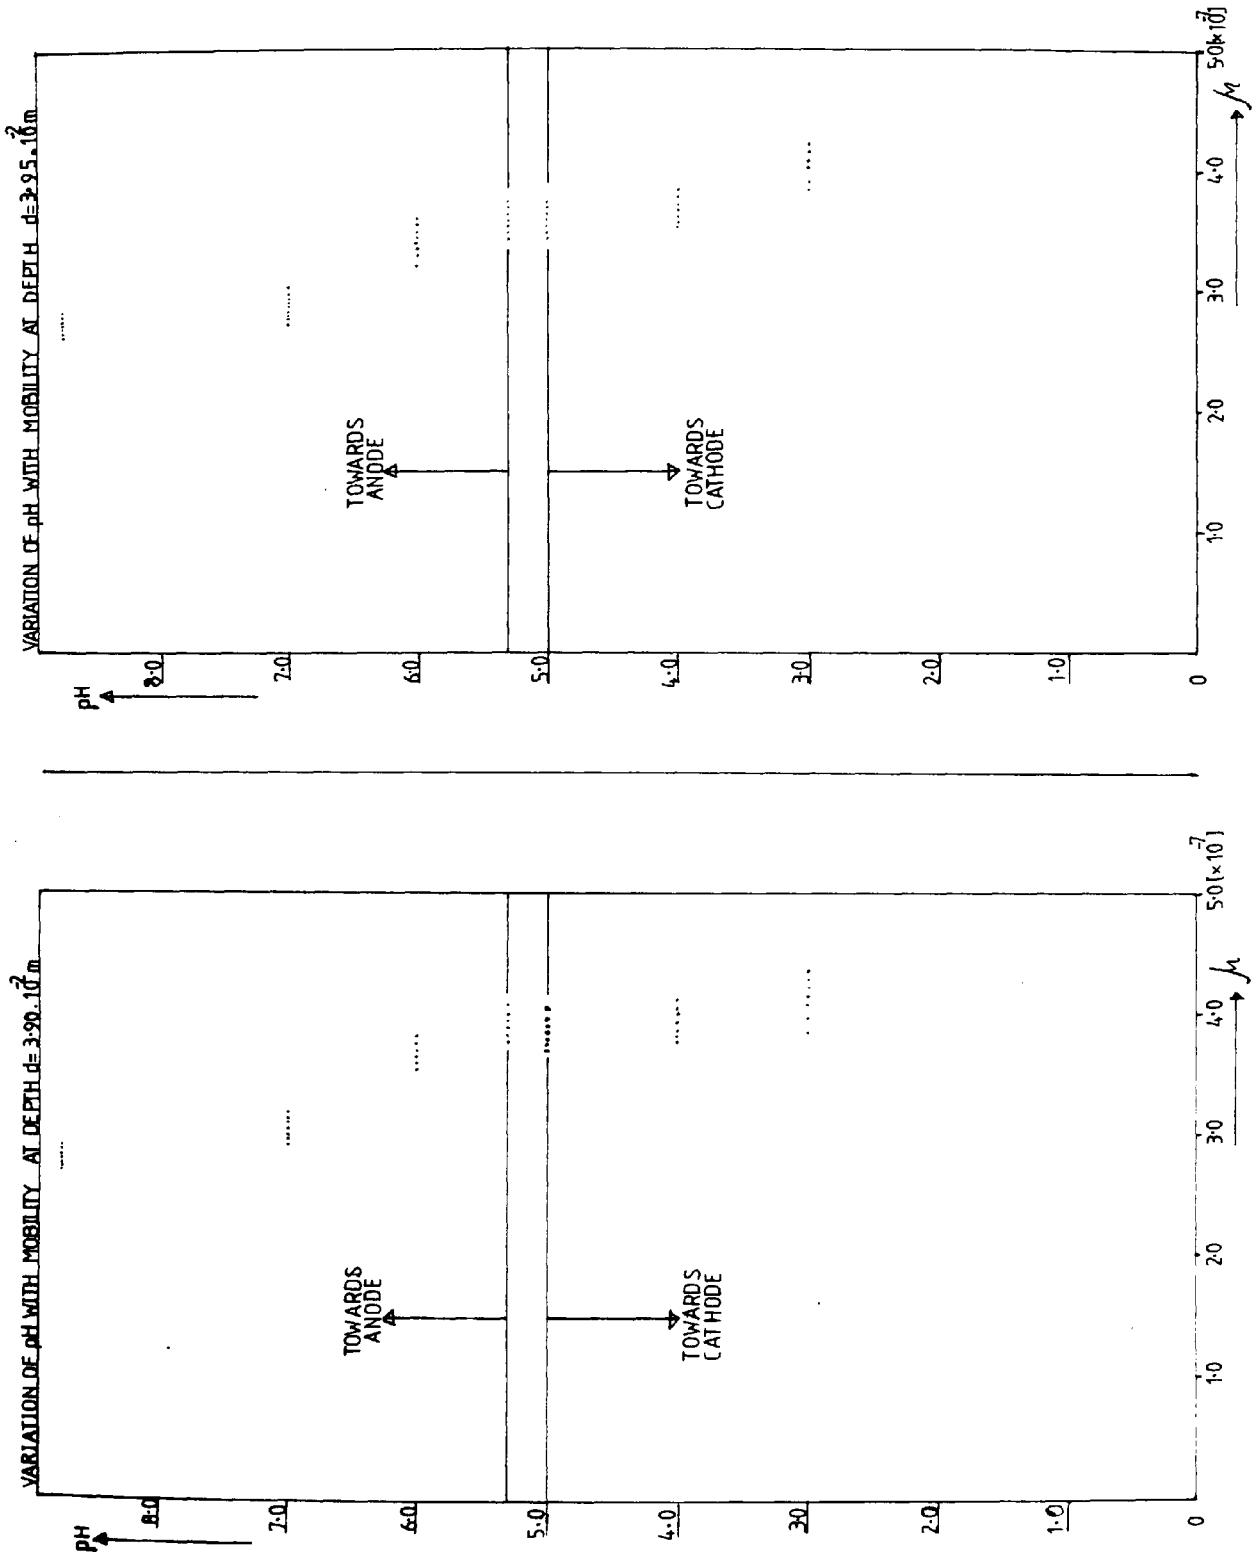 VARIATION OF pH WITH MOBILITY AT DEPTH d=3·90.10⁻²m
pH
8·0
7·0
6·0
5·0
4·0
3·0
2·0
1·0
0
TOWARDS
ANODE
TOWARDS
CATHODE
1·0
2·0
3·0
4·0
5·0 (×10⁻⁷)
μ
VARIATION OF pH WITH MOBILITY AT DEPTH d=3·95.10⁻²m
pH
8·0
7·0
6·0
5·0
4·0
3·0
2·0
1·0
0
TOWARDS
ANODE
TOWARDS
CATHODE
1·0
2·0
3·0
4·0
5·0(×10⁻⁷)
μ